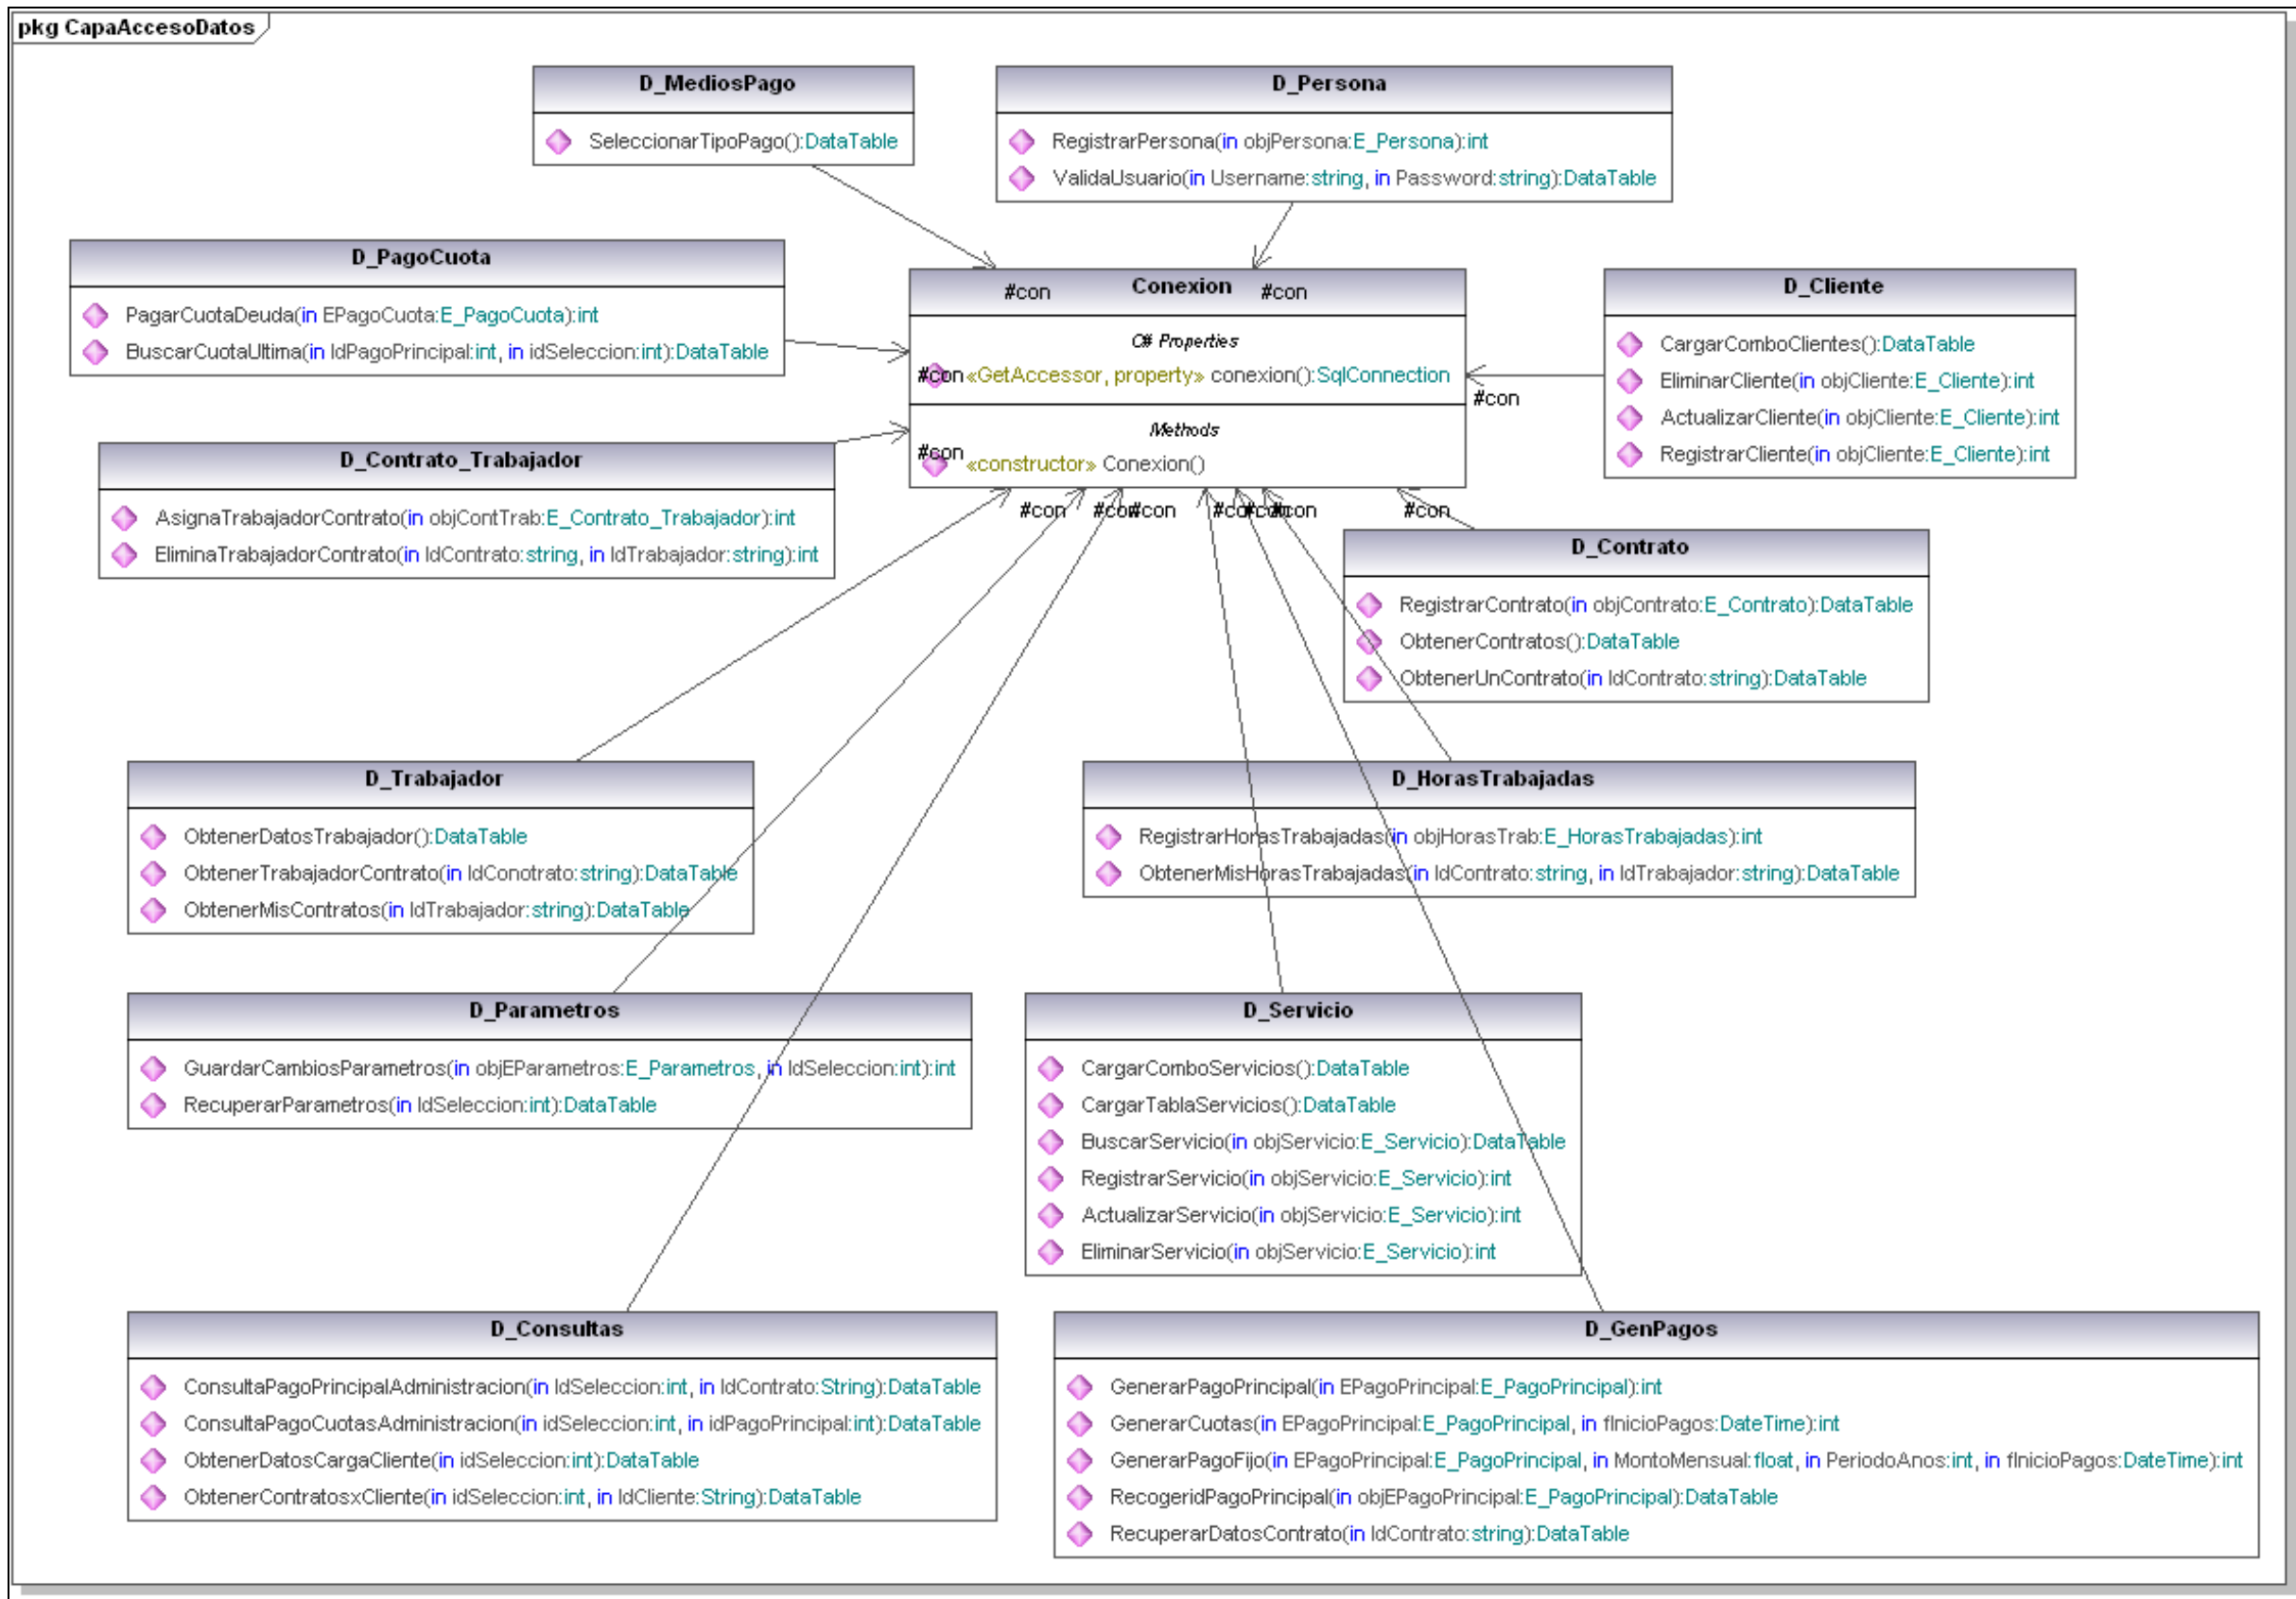 pkg CapaAccesoDatos
D_MediosPago
SeleccionarTipoPago():DataTable
D_Persona
RegistrarPersona(in objPersona:E_Persona):int
ValidaUsuario(in Username:string, in Password:string):DataTable
D_PagoCuota
PagarCuotaDeuda(in EPagoCuota:E_PagoCuota):int
BuscarCuotaUltima(in IdPagoPrincipal:int, in idSeleccion:int):DataTable
Conexion
#con
#con
C# Properties
#con «GetAccessor, property» conexion():SqlConnection
Methods
#con
«constructor» Conexion()
D_Cliente
CargarComboClientes():DataTable
EliminarCliente(in objCliente:E_Cliente):int
ActualizarCliente(in objCliente:E_Cliente):int
RegistrarCliente(in objCliente:E_Cliente):int
#con
D_Contrato_Trabajador
AsignaTrabajadorContrato(in objContTrab:E_Contrato_Trabajador):int
EliminaTrabajadorContrato(in IdContrato:string, in IdTrabajador:string):int
#con #con #con #con #con #con #con
D_Contrato
RegistrarContrato(in objContrato:E_Contrato):DataTable
ObtenerContratos():DataTable
ObtenerUnContrato(in IdContrato:string):DataTable
D_Trabajador
ObtenerDatosTrabajador():DataTable
ObtenerTrabajadorContrato(in IdConotrato:string):DataTable
ObtenerMisContratos(in IdTrabajador:string):DataTable
D_HorasTrabajadas
RegistrarHorasTrabajadas(in objHorasTrab:E_HorasTrabajadas):int
ObtenerMisHorasTrabajadas(in IdContrato:string, in IdTrabajador:string):DataTable
D_Parametros
GuardarCambiosParametros(in objEParametros:E_Parametros, in IdSeleccion:int):int
RecuperarParametros(in IdSeleccion:int):DataTable
D_Servicio
CargarComboServicios():DataTable
CargarTablaServicios():DataTable
BuscarServicio(in objServicio:E_Servicio):DataTable
RegistrarServicio(in objServicio:E_Servicio):int
ActualizarServicio(in objServicio:E_Servicio):int
EliminarServicio(in objServicio:E_Servicio):int
D_Consultas
ConsultaPagoPrincipalAdministracion(in IdSeleccion:int, in IdContrato:String):DataTable
ConsultaPagoCuotasAdministracion(in idSeleccion:int, in idPagoPrincipal:int):DataTable
ObtenerDatosCargaCliente(in idSeleccion:int):DataTable
ObtenerContratosxCliente(in idSeleccion:int, in IdCliente:String):DataTable
D_GenPagos
GenerarPagoPrincipal(in EPagoPrincipal:E_PagoPrincipal):int
GenerarCuotas(in EPagoPrincipal:E_PagoPrincipal, in fInicioPagos:DateTime):int
GenerarPagoFijo(in EPagoPrincipal:E_PagoPrincipal, in MontoMensual:float, in PeriodoAnos:int, in fInicioPagos:DateTime):int
RecogeridPagoPrincipal(in objEPagoPrincipal:E_PagoPrincipal):DataTable
RecuperarDatosContrato(in IdContrato:string):DataTable